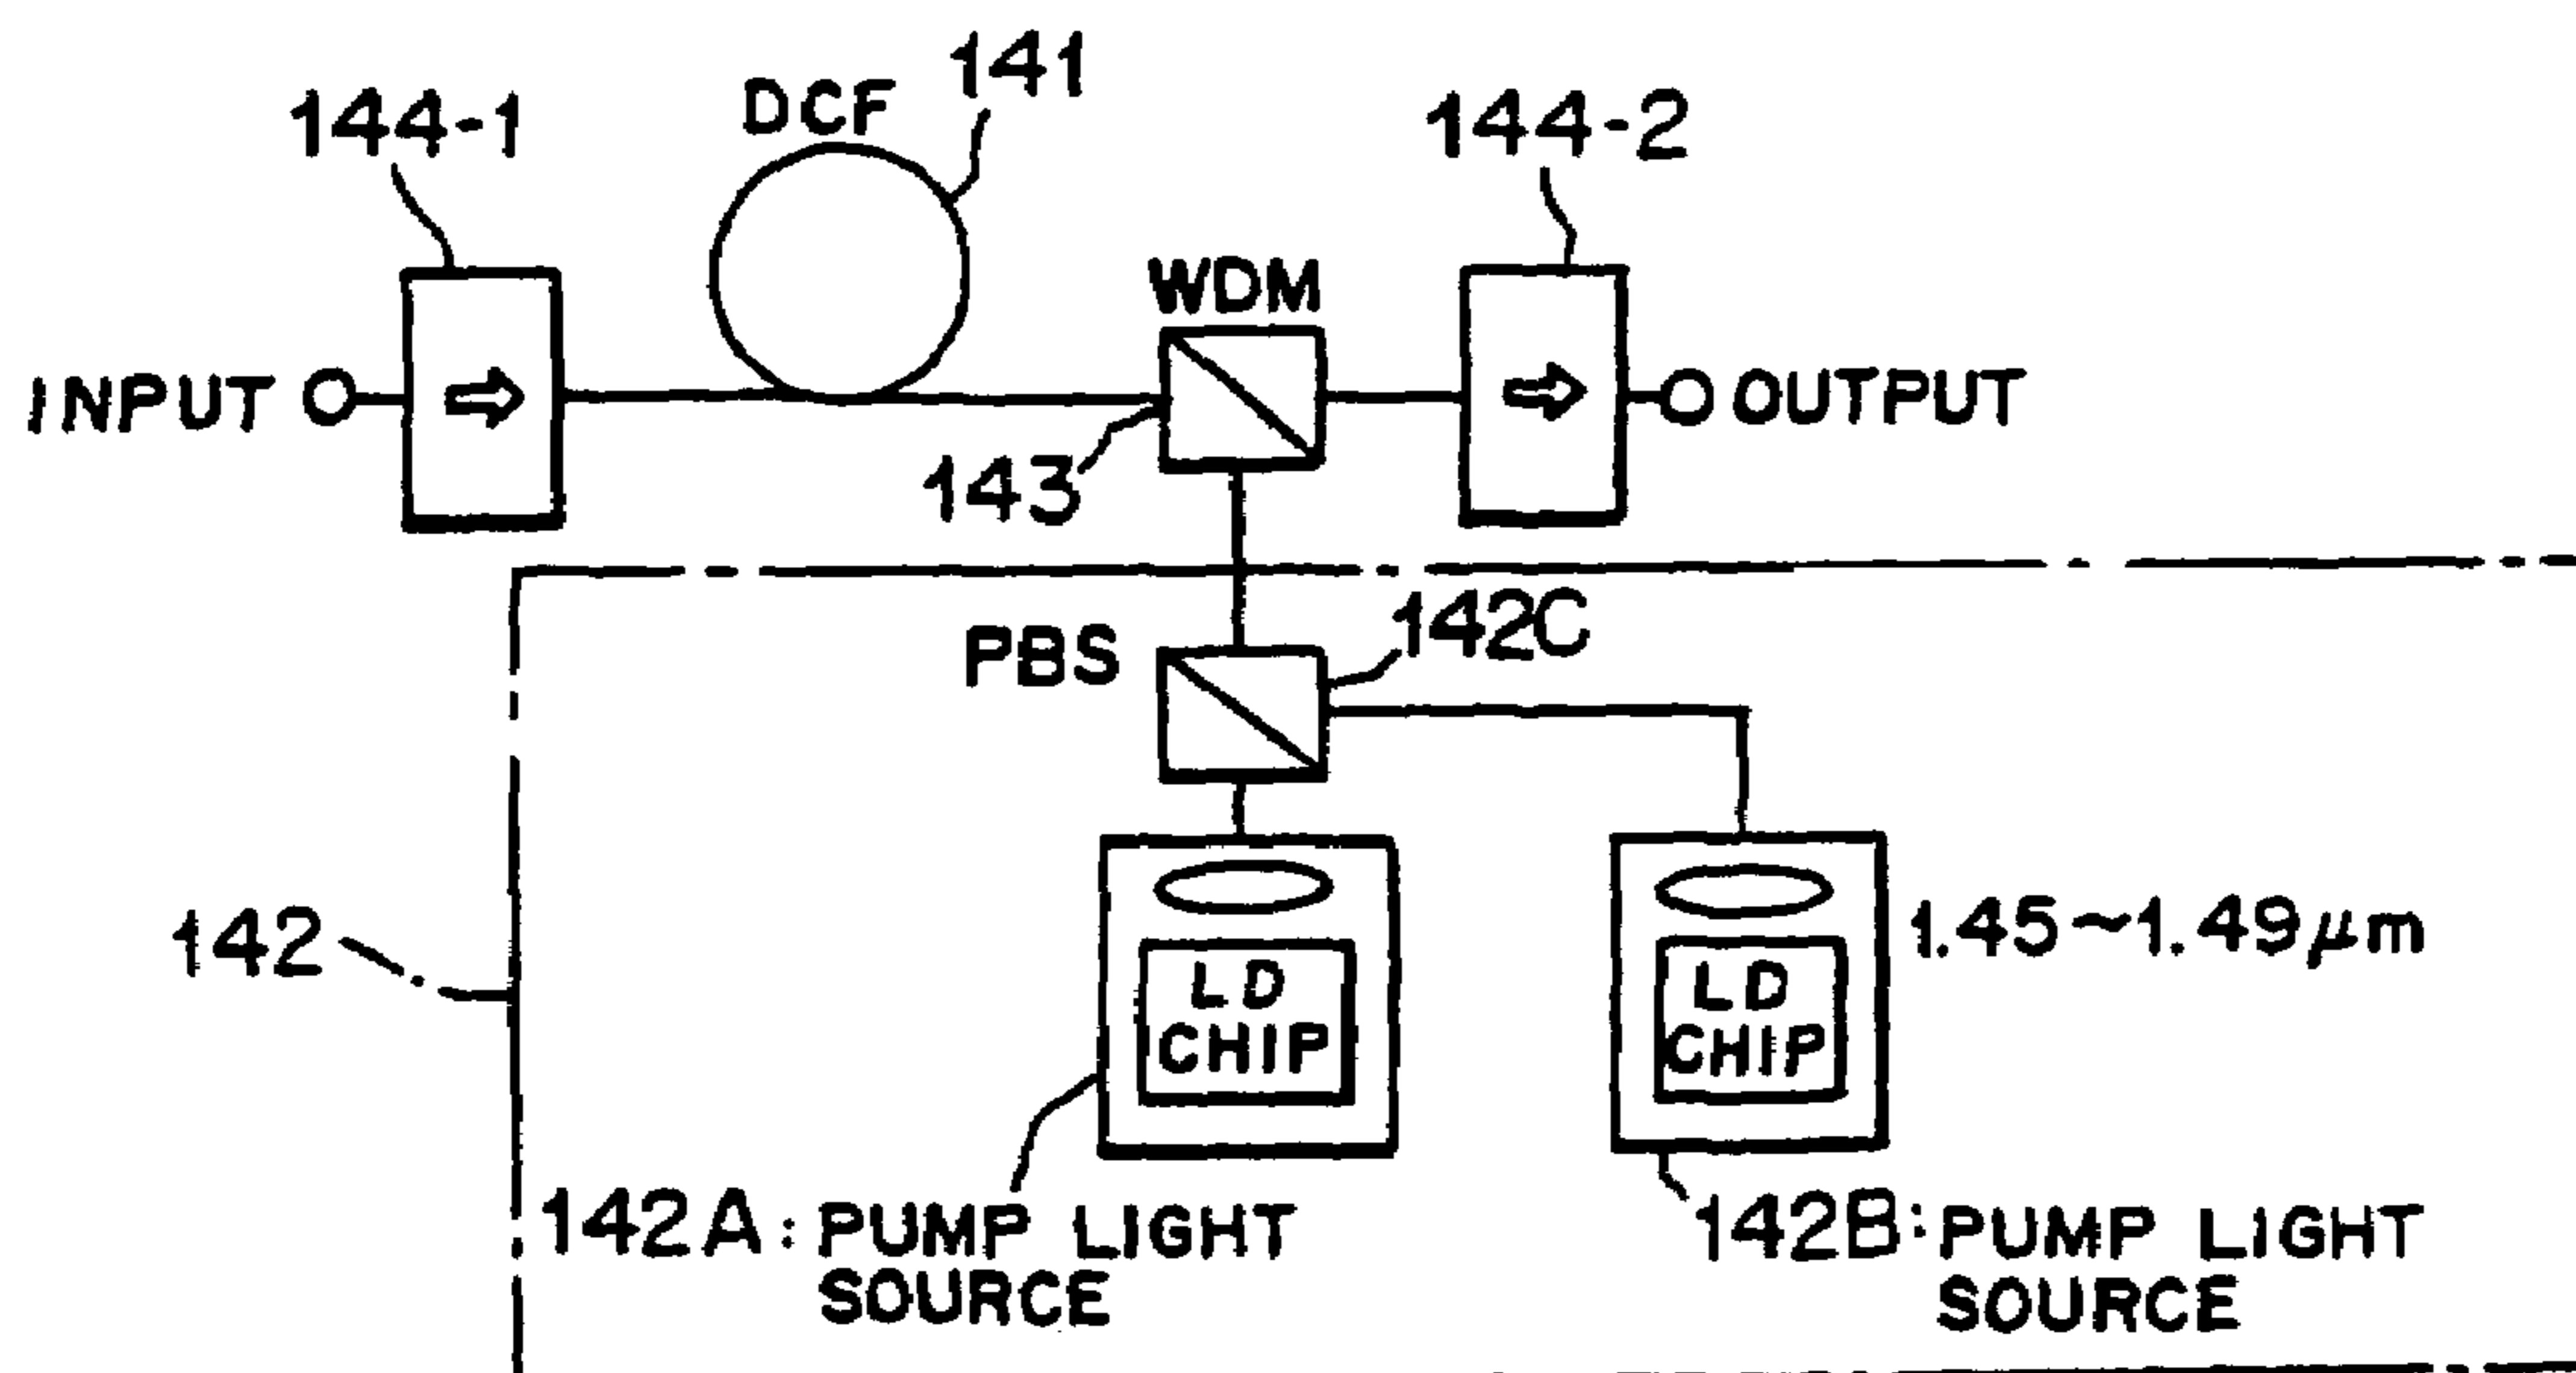 141
DCF
144-1
144-2
WDM
INPUT
OUTPUT
143
142C
PBS
142
1.45~1.49μm
LD
CHIP
LD
CHIP
142A: PUMP LIGHT
SOURCE
142B: PUMP LIGHT
SOURCE